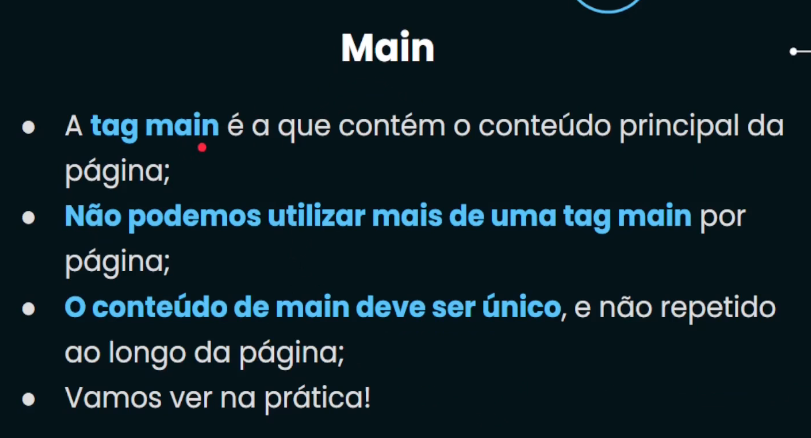 Main
● A tag main é a que contém o conteúdo principal da
página;
● Não podemos utilizar mais de uma tag main por
página;
● O conteúdo de main deve ser único, e não repetido
ao longo da página;
● Vamos ver na prática!